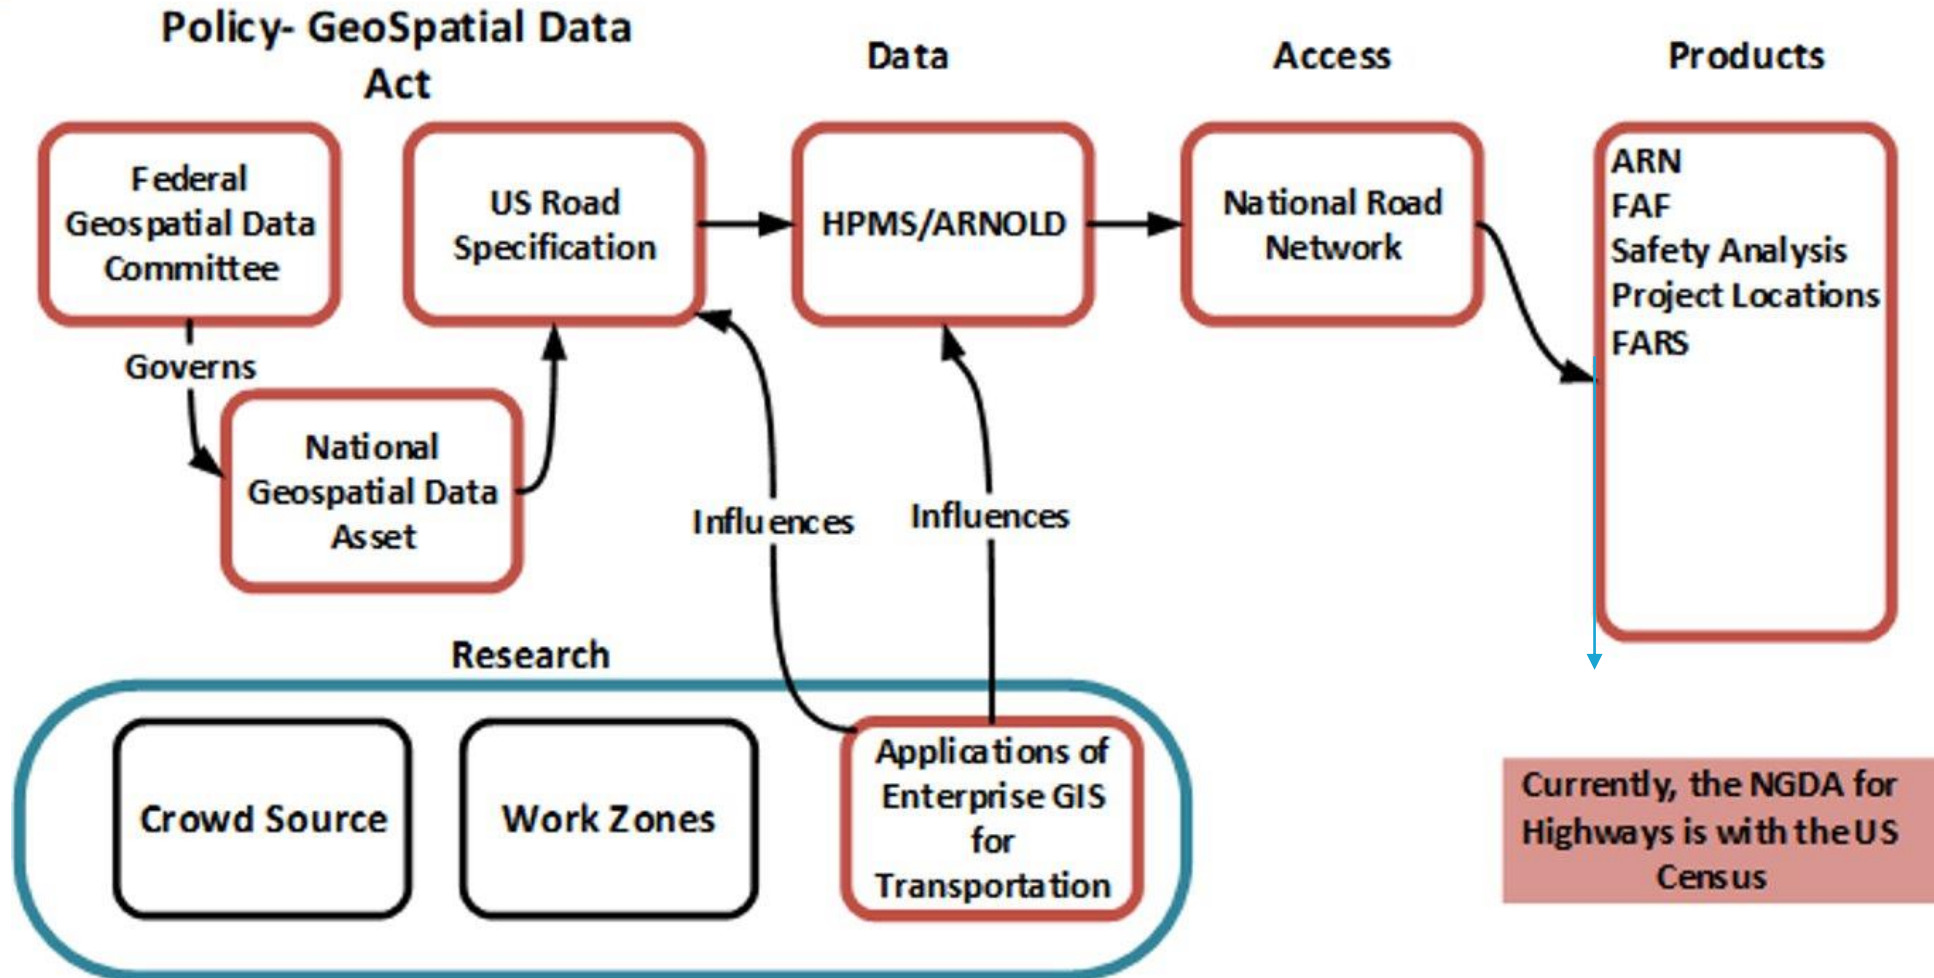 Policy- GeoSpatial Data
Act
Data
Access
Products
Federal
Geospatial Data
Committee
US Road
Specification
HPMS/ARNOLD
National Road
Network
ARN
FAF
Safety Analysis
Project Locations
FARS
Governs
National
Geospatial Data
Asset
Influences
Influences
Research
Crowd Source
Work Zones
Applications of
Enterprise GIS
for
Transportation
Currently, the NGDA for
Highways is with the US
Census